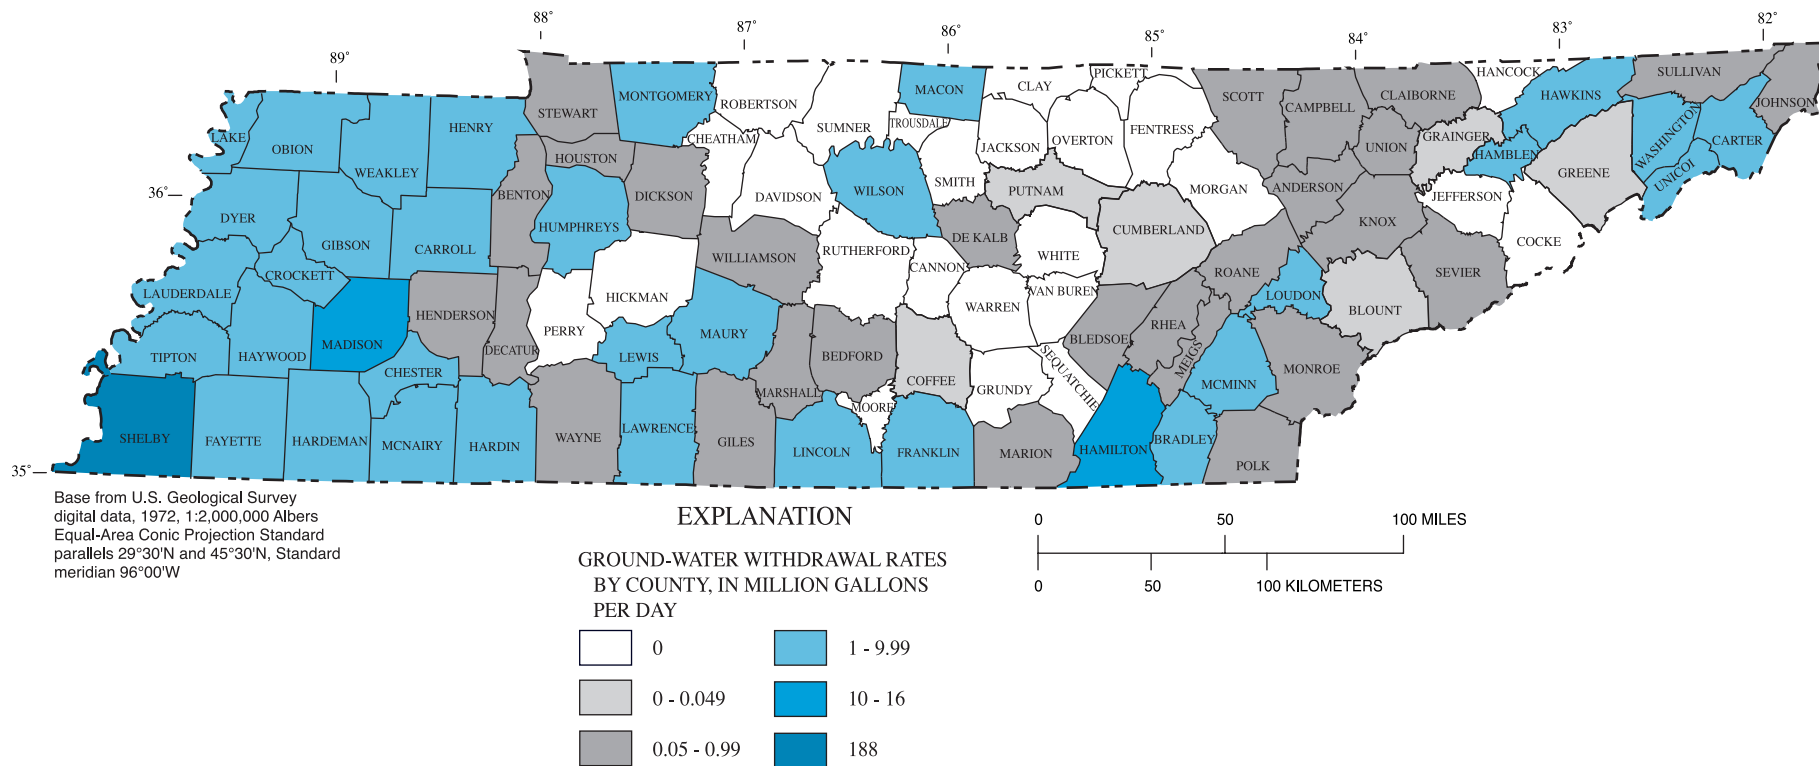 88°
87°
86°
85°
84°
83°
82°
89°
36°
35°
STEWART
MONTGOMERY
ROBERTSON
SUMNER
MACON
TROUSDALE
CLAY
PICKETT
SCOTT
CAMPBELL
CLAIBORNE
HANCOCK
HAWKINS
SULLIVAN
JOHNSON
LAKE
OBION
WEAKLEY
HENRY
HOUSTON
CHEATHAM
JACKSON
OVERTON
FENTRESS
UNION
GRAINGER
HAMBLEN
GREENE
WASHINGTON
UNICOI
CARTER
BENTON
HUMPHREYS
DICKSON
DAVIDSON
WILSON
SMITH
PUTNAM
MORGAN
ANDERSON
KNOX
JEFFERSON
COCKE
DYER
GIBSON
CARROLL
CROCKETT
WILLIAMSON
RUTHERFORD
CANNON
DE KALB
WHITE
CUMBERLAND
ROANE
LOUDON
BLOUNT
SEVIER
LAUDERDALE
TIPTON
HAYWOOD
MADISON
HENDERSON
DECATUR
PERRY
HICKMAN
LEWIS
MAURY
MARSHALL
BEDFORD
COFFEE
WARREN
VAN BUREN
BLEDSOE
RHEA
MEIGS
MCMINN
MONROE
CHESTER
SHELBY
FAYETTE
HARDEMAN
MCNAIRY
HARDIN
WAYNE
LAWRENCE
GILES
LINCOLN
MOORE
FRANKLIN
GRUNDY
SEQUATCHIE
MARION
HAMILTON
BRADLEY
POLK
Base from U.S. Geological Survey
digital data, 1972, 1:2,000,000 Albers
Equal-Area Conic Projection Standard
parallels 29°30'N and 45°30'N, Standard
meridian 96°00'W
EXPLANATION
GROUND-WATER WITHDRAWAL RATES
BY COUNTY, IN MILLION GALLONS
PER DAY
0
0 - 0.049
0.05 - 0.99
1 - 9.99
10 - 16
188
0 50 100 MILES
0 50 100 KILOMETERS